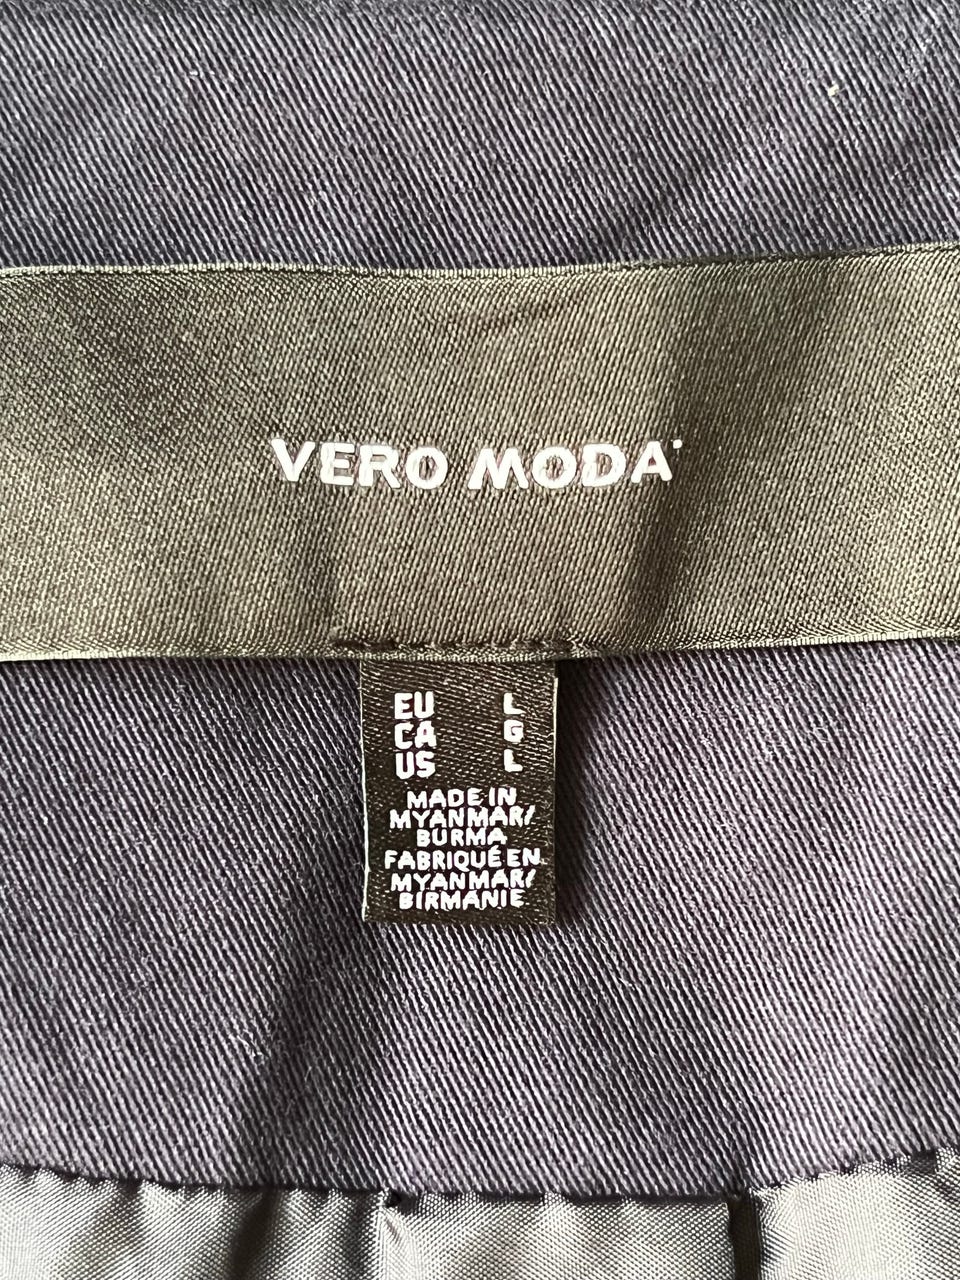 VERO MODA
EU L
CA G
US L
MADE IN
MYANMAR/
BURMA
FABRIQUÉ EN
MYANMAR/
BIRMANIE